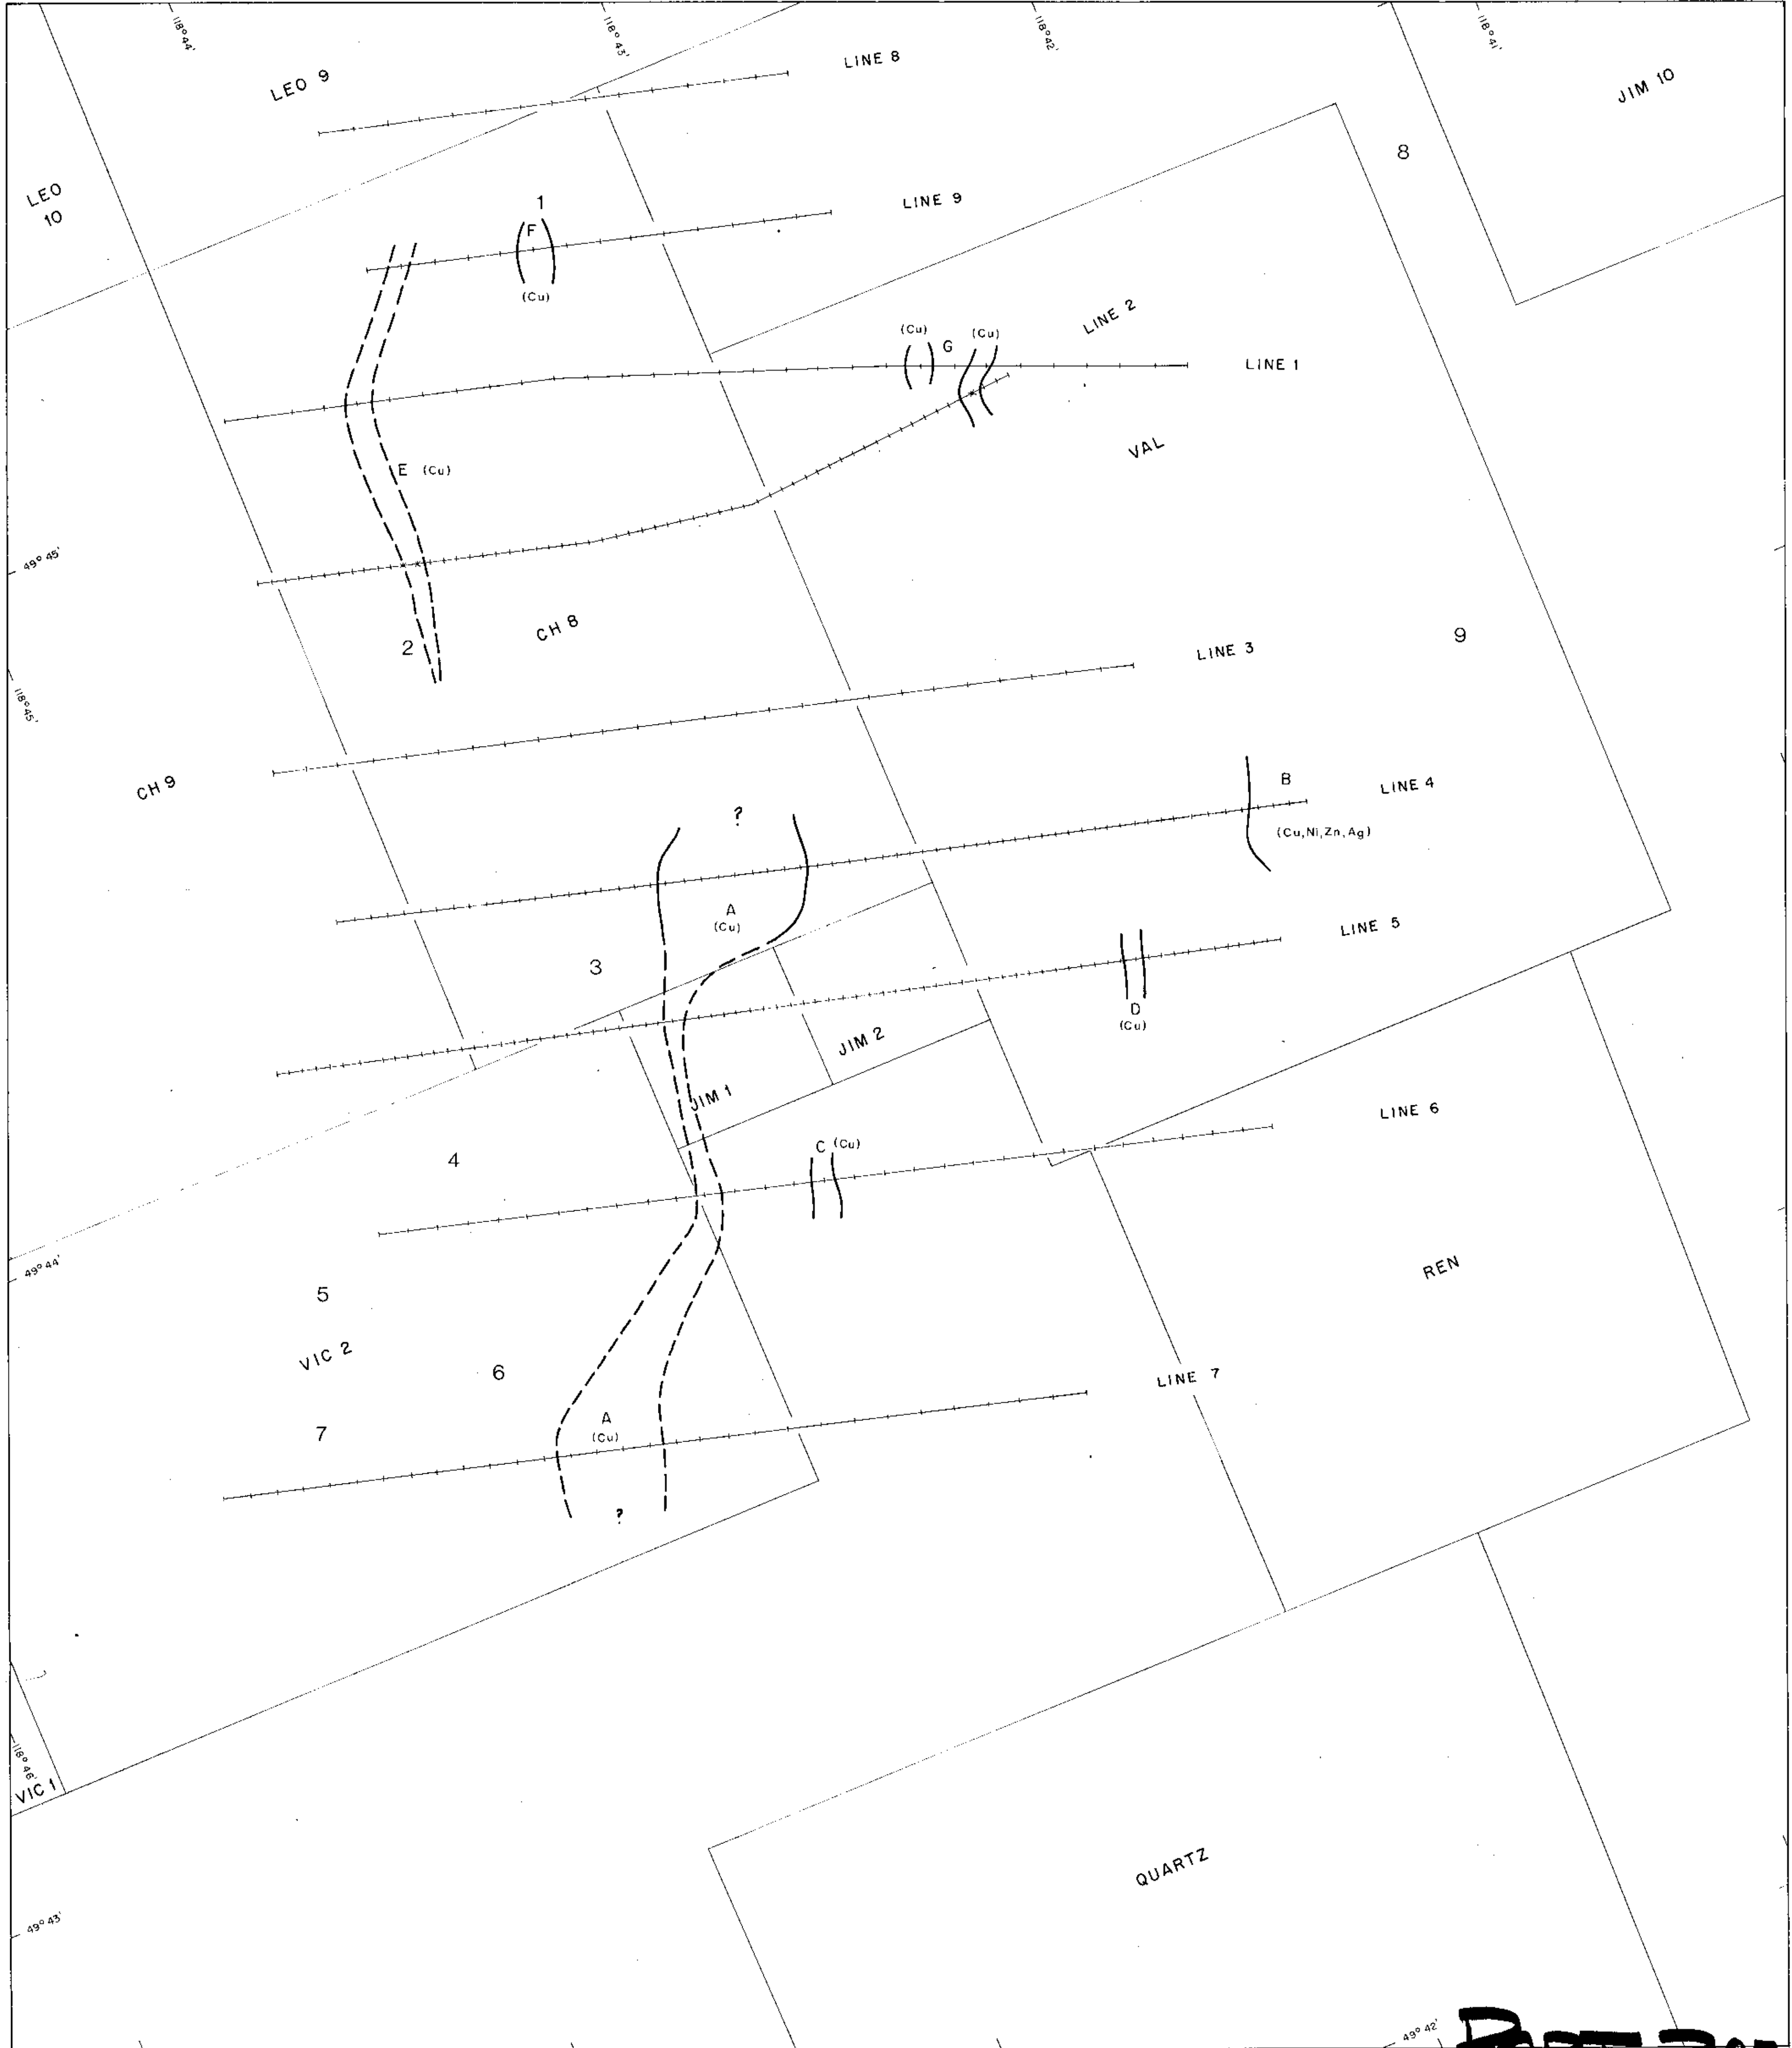 118° 44'
118° 43'
118° 42'
118° 41'
LEO 9
LINE 8
JIM 10
8
LEO
10
LINE 9
1
F
(Cu)
LINE 2
(Cu)
G
(Cu)
LINE 1
VAL
E (Cu)
49° 45'
CH 8
2
LINE 3
9
118° 45'
CH 9
B
LINE 4
(Cu, Ni, Zn, Ag)
?
A
(Cu)
LINE 5
3
D
(Cu)
JIM 2
JIM 1
LINE 6
C (Cu)
4
49° 44'
REN
5
VIC 2
6
LINE 7
A
(Cu)
7
?
118° 46'
VIC 1
QUARTZ
49° 43'
49° 42'